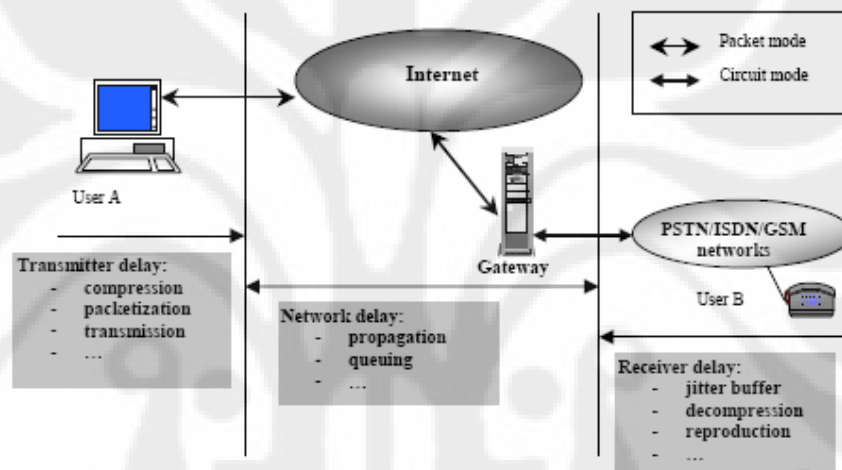 Internet
Packet mode
Circuit mode
User A
Gateway
PSTN/ISDN/GSM
networks
User B
Transmitter delay:
- compression
- packetization
- transmission
- ...
Network delay:
- propagation
- queuing
- ...
Receiver delay:
- jitter buffer
- decompression
- reproduction
- ...